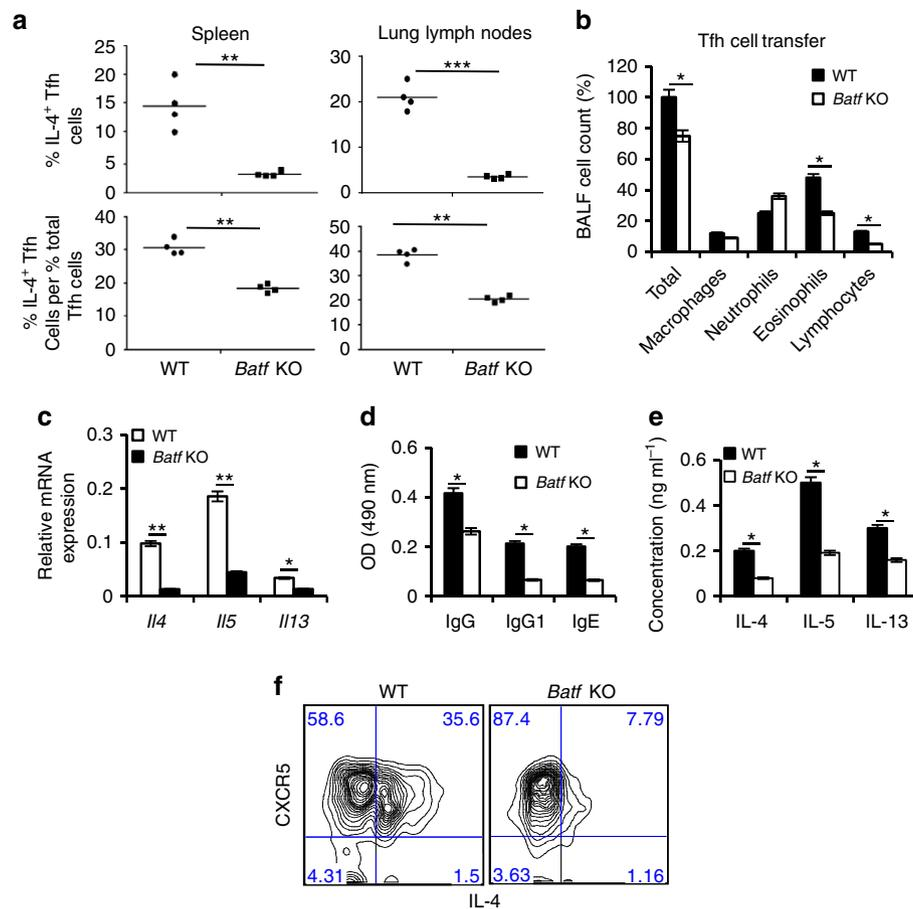 a
Spleen
Lung lymph nodes
% IL-4+ Tfh
cells
25
20
15
10
5
0
**
30
20
10
0
***
% IL-4+ Tfh
Cells per % total
Tfh cells
40
30
20
10
0
**
50
40
30
20
10
0
**
WT
Batf KO
WT
Batf KO
b
Tfh cell transfer
BALF cell count (%)
120
100
80
60
40
20
0
WT
Batf KO
*
*
*
Total
Macrophages
Neutrophils
Eosinophils
Lymphocytes
c
Relative mRNA
expression
0.3
0.2
0.1
0
WT
Batf KO
**
**
*
Il4
Il5
Il13
d
OD (490 nm)
0.6
0.4
0.2
0
WT
Batf KO
*
*
*
IgG
IgG1
IgE
e
Concentration (ng ml−1)
0.6
0.4
0.2
0
WT
Batf KO
*
*
*
IL-4
IL-5
IL-13
f
WT
Batf KO
CXCR5
58.6
35.6
4.31
1.5
87.4
7.79
3.63
1.16
IL-4